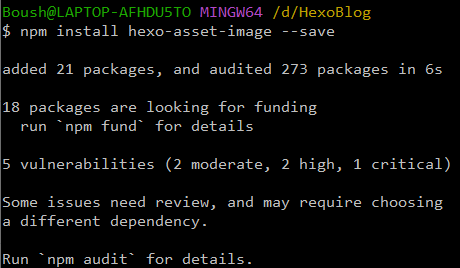 Boush@LAPTOP-AFHDU5TO MINGW64 /d/HexoBlog
$ npm install hexo-asset-image --save
added 21 packages, and audited 273 packages in 6s
18 packages are looking for funding
run `npm fund` for details
5 vulnerabilities (2 moderate, 2 high, 1 critical)
Some issues need review, and may require choosing
a different dependency.
Run `npm audit` for details.